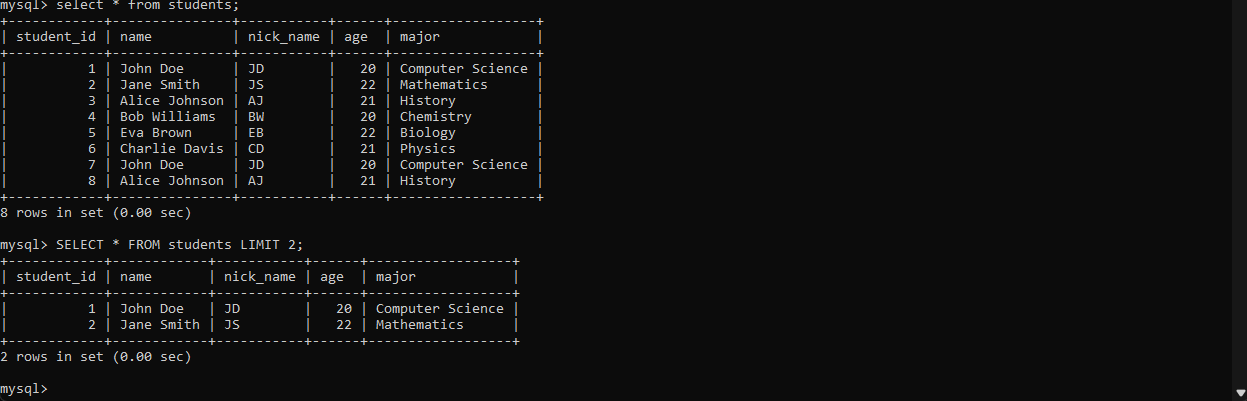 mysql> select * from students;
+------------+---------------+-----------+------+------------------+
| student_id | name          | nick_name | age  | major            |
+------------+---------------+-----------+------+------------------+
|          1 | John Doe      | JD        |   20 | Computer Science |
|          2 | Jane Smith    | JS        |   22 | Mathematics      |
|          3 | Alice Johnson | AJ        |   21 | History          |
|          4 | Bob Williams  | BW        |   20 | Chemistry        |
|          5 | Eva Brown     | EB        |   22 | Biology          |
|          6 | Charlie Davis | CD        |   21 | Physics          |
|          7 | John Doe      | JD        |   20 | Computer Science |
|          8 | Alice Johnson | AJ        |   21 | History          |
+------------+---------------+-----------+------+------------------+
8 rows in set (0.00 sec)
mysql> SELECT * FROM students LIMIT 2;
+------------+------------+-----------+------+------------------+
| student_id | name       | nick_name | age  | major            |
+------------+------------+-----------+------+------------------+
|          1 | John Doe   | JD        |   20 | Computer Science |
|          2 | Jane Smith | JS        |   22 | Mathematics      |
+------------+------------+-----------+------+------------------+
2 rows in set (0.00 sec)
mysql>